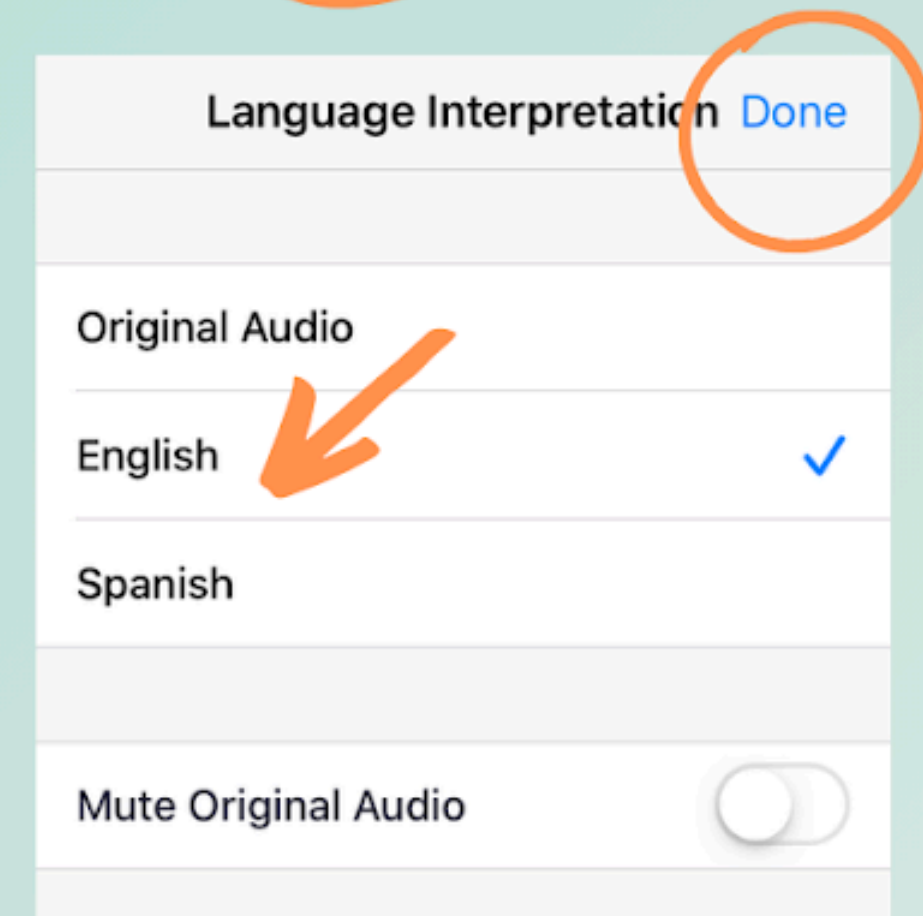 Language Interpretation Done
Original Audio
English
Spanish
Mute Original Audio